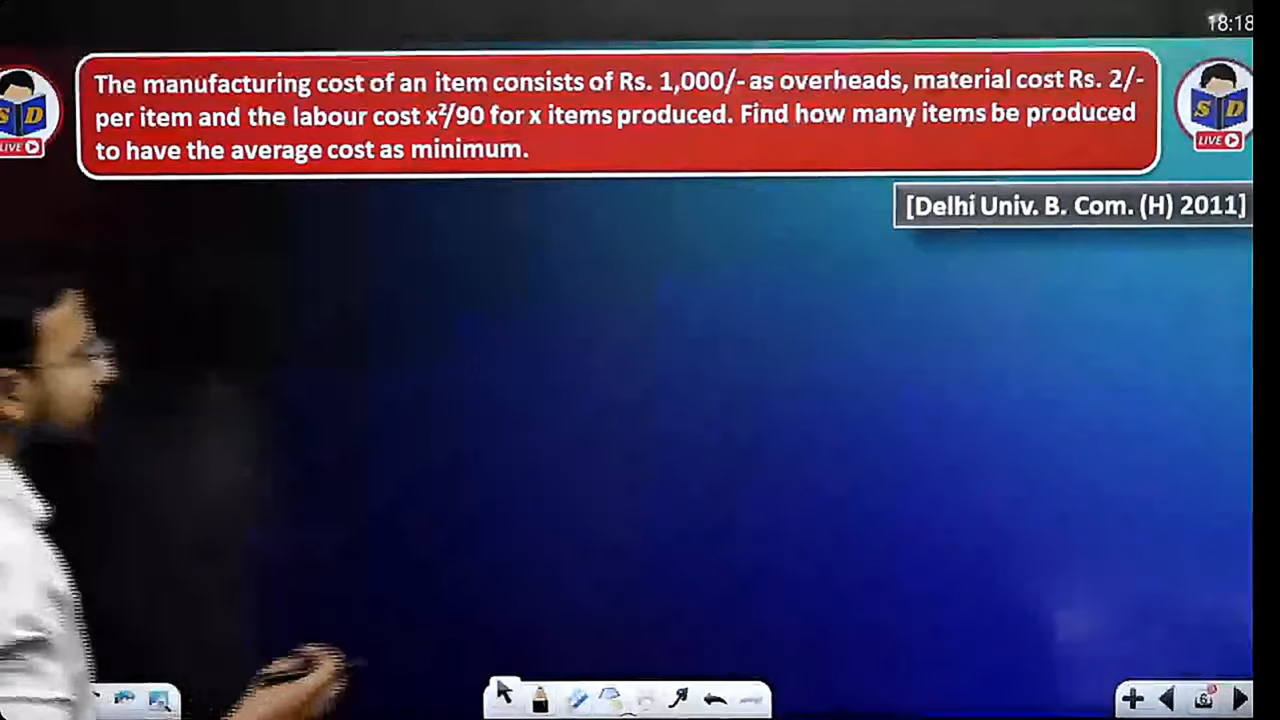 18:18
The manufacturing cost of an item consists of Rs. 1,000/- as overheads, material cost Rs. 2/-
per item and the labour cost x²/90 for x items produced. Find how many items be produced
to have the average cost as minimum.
S D
LIVE
S D
LIVE
[Delhi Univ. B. Com. (H) 2011]